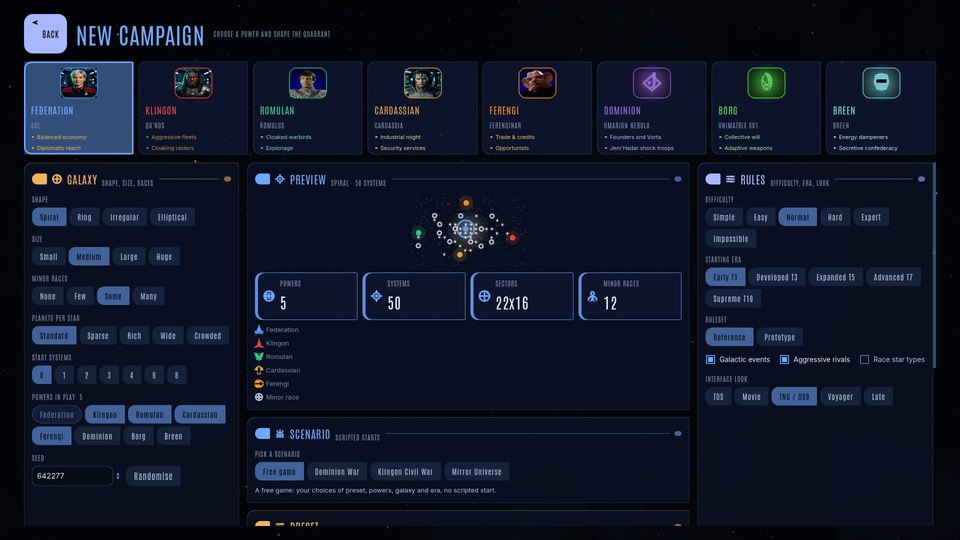 BACK
NEW CAMPAIGN
CHOOSE A POWER AND SHAPE THE QUADRANT
FEDERATION
SOL
• Balanced economy
• Diplomatic reach
KLINGON
QO'NOS
• Aggressive fleets
• Cloaking raiders
ROMULAN
ROMULUS
• Cloaked warbirds
• Espionage
CARDASSIAN
CARDASSIA
• Industrial might
• Security services
FERENGI
FERENGINAR
• Trade & credits
• Opportunists
DOMINION
OMARION NEBULA
• Founders and Vorta
• Jem'Hadar shock troops
BORG
UNIMATRIX 001
• Collective will
• Adaptive weapons
BREEN
BREEN
• Energy dampeners
• Secretive confederacy
GALAXY
SHAPE, SIZE, RACES
SHAPE
Spiral Ring Irregular Elliptical
SIZE
Small Medium Large Huge
MINOR RACES
None Few Some Many
PLANETS PER STAR
Standard Sparse Rich Wide Crowded
START SYSTEMS
0 1 2 3 4 6 8
POWERS IN PLAY 5
Federation Klingon Romulan Cardassian
Ferengi Dominion Borg Breen
SEED
642277 Randomise
PREVIEW
SPIRAL · 50 SYSTEMS
POWERS
5
SYSTEMS
50
SECTORS
22x16
MINOR RACES
12
Federation
Klingon
Romulan
Cardassian
Ferengi
Minor race
SCENARIO
SCRIPTED STARTS
PICK A SCENARIO
Free game Dominion War Klingon Civil War Mirror Universe
A free game: your choices of preset, powers, galaxy and era, no scripted start.
PRESET
RULES
DIFFICULTY, ERA, LOOK
DIFFICULTY
Simple Easy Normal Hard Expert
Impossible
STARTING ERA
Early T1 Developed T3 Expanded T5 Advanced T7
Supreme T10
RULESET
Reference Prototype
Galactic events Aggressive rivals Race star types
INTERFACE LOOK
TOS Movie TNG / DS9 Voyager Late